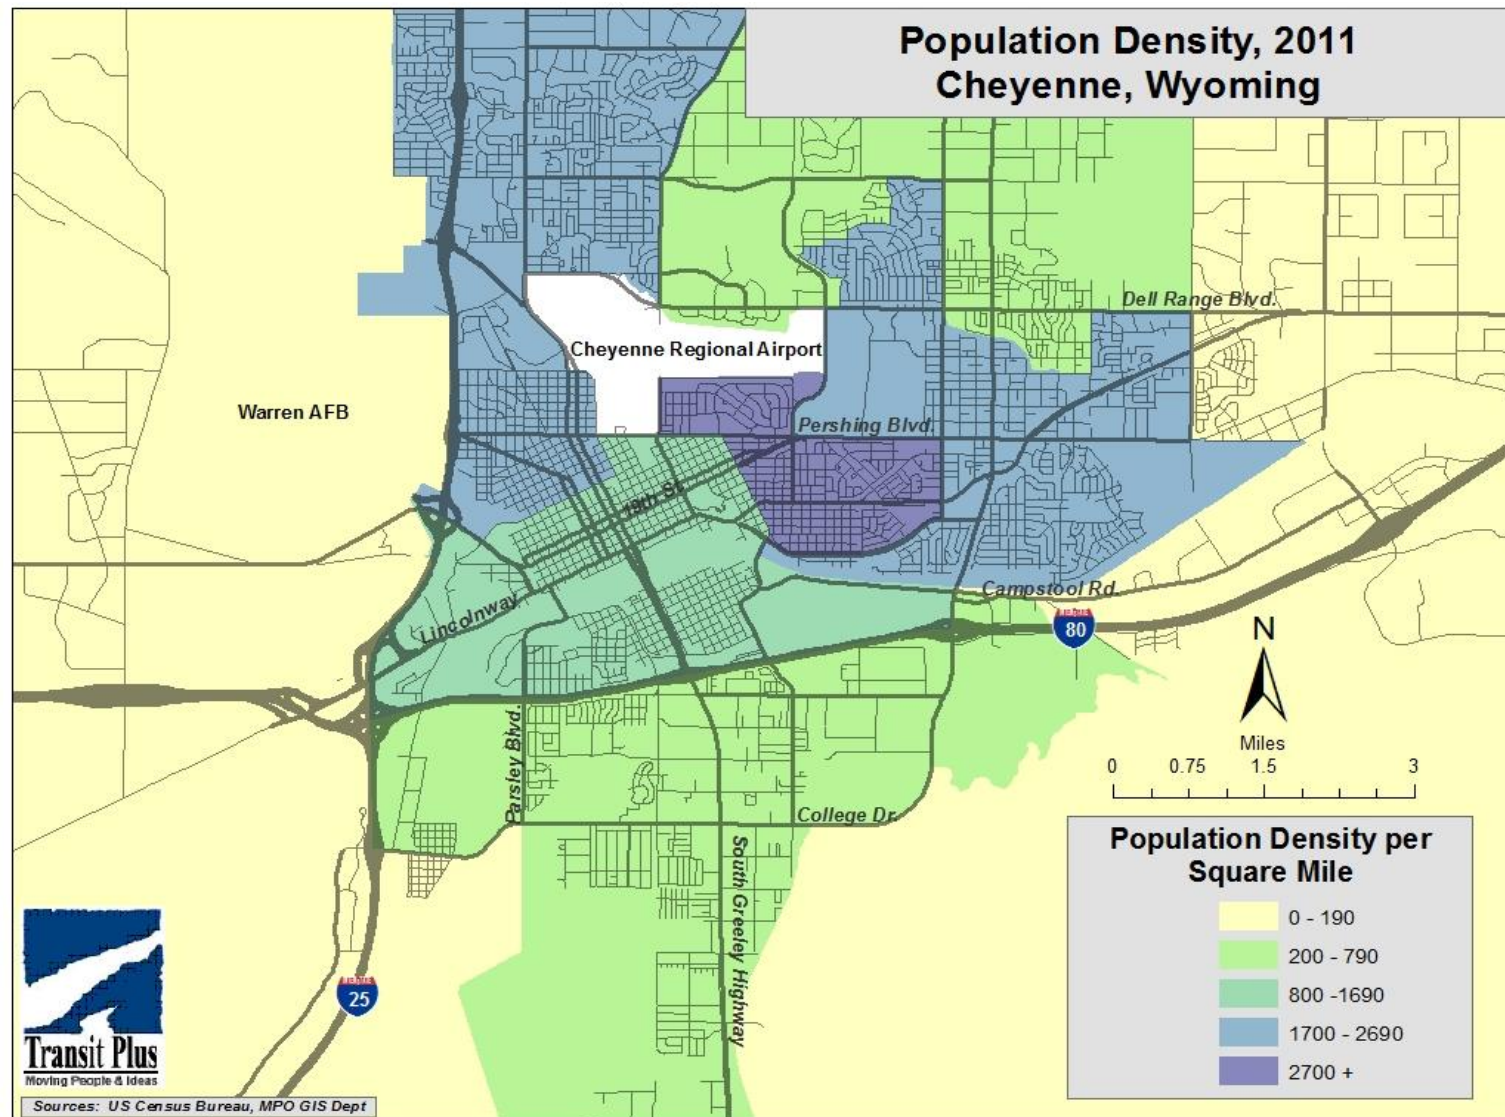 Population Density, 2011
Cheyenne, Wyoming
Dell Range Blvd.
Cheyenne Regional Airport
Warren AFB
Pershing Blvd.
19th St.
Campstool Rd.
Lincolnway
80
N
Miles
0 0.75 1.5 3
Parsley Blvd.
College Dr.
South Greeley Highway
25
Population Density per
Square Mile
0 - 190
200 - 790
800 -1690
1700 - 2690
2700 +
Transit Plus
Moving People & Ideas
Sources: US Census Bureau, MPO GIS Dept